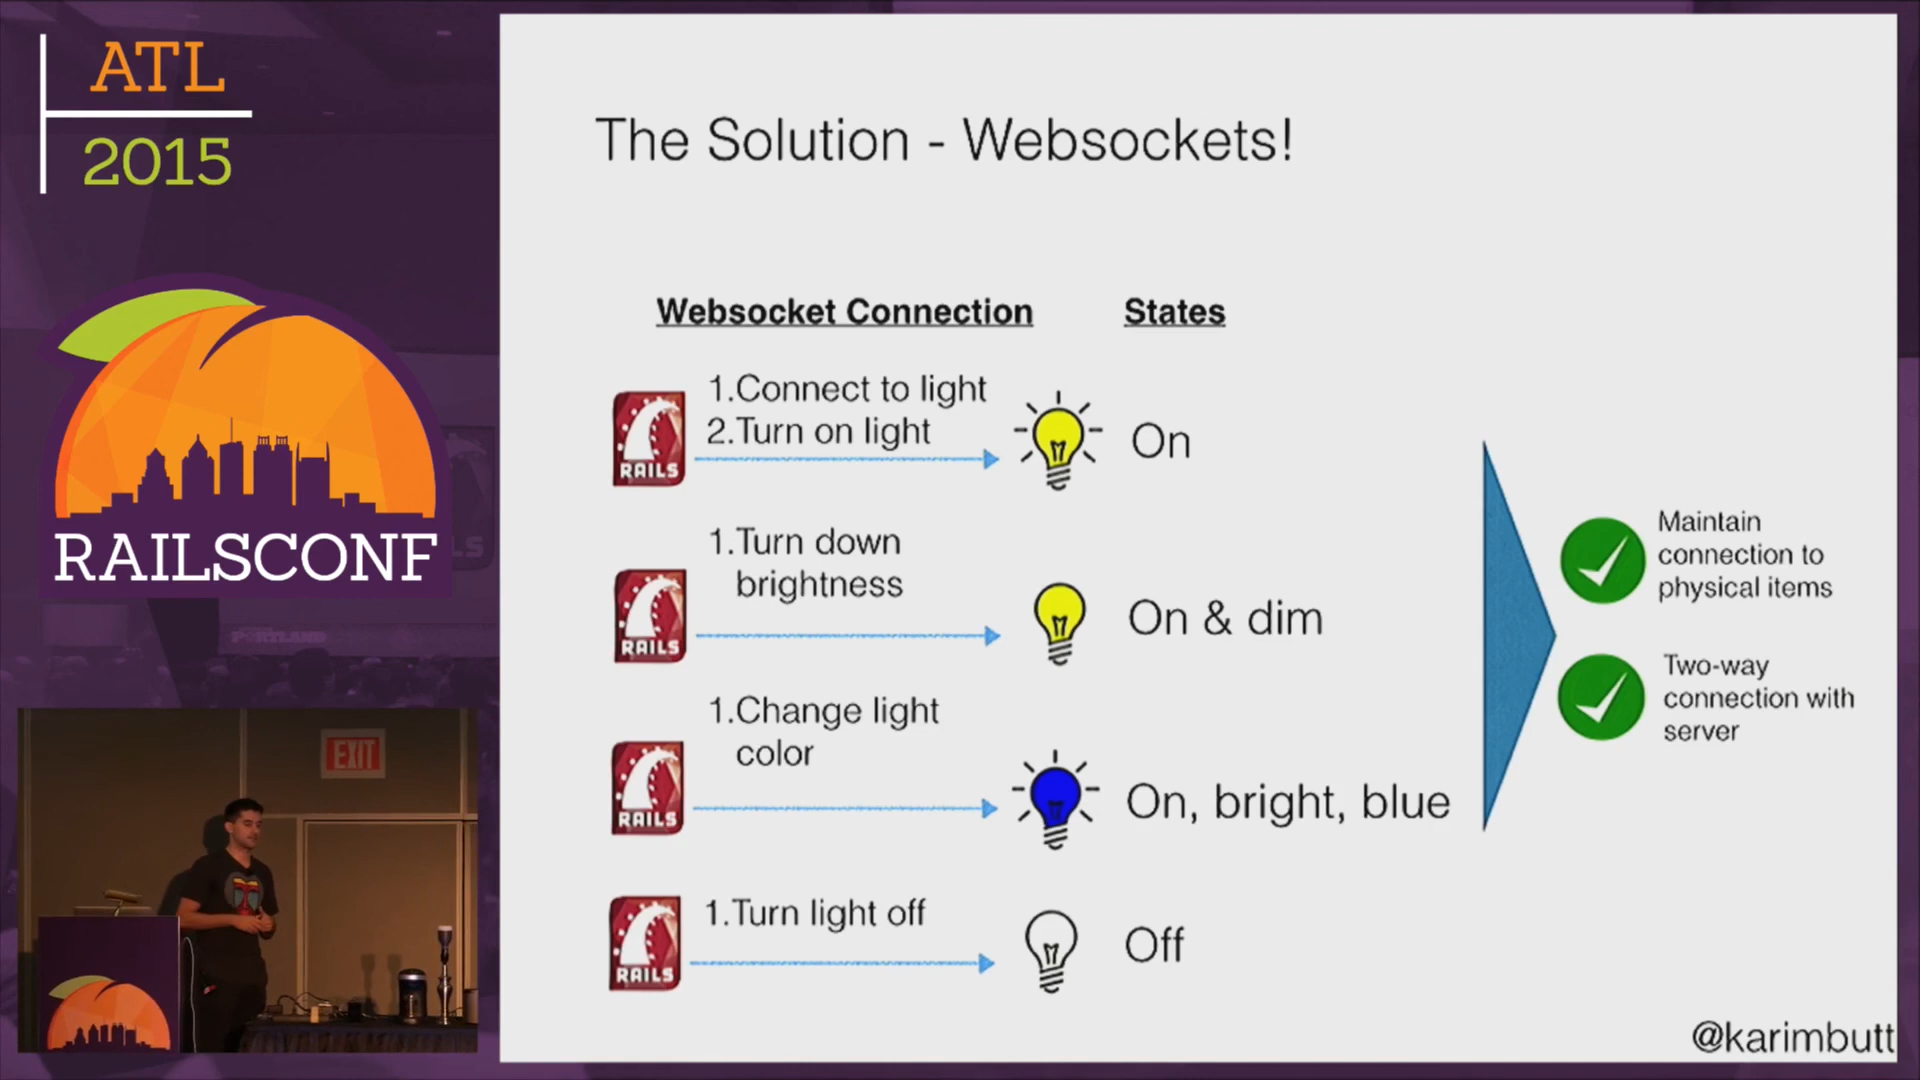 ATL
2015
RAILSCONF
PORTLAND
EXIT
The Solution - Websockets!
Websocket Connection
States
1.Connect to light
2.Turn on light
RAILS
On
1.Turn down
brightness
RAILS
On & dim
1.Change light
color
RAILS
On, bright, blue
1.Turn light off
RAILS
Off
Maintain
connection to
physical items
Two-way
connection with
server
@karimbutt